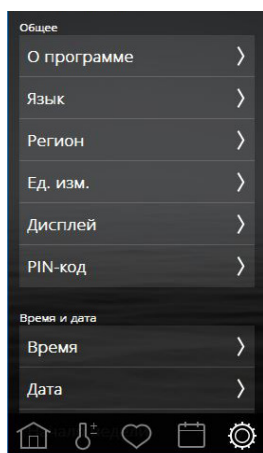 Общее
О программе
Язык
Регион
Ед. изм.
Дисплей
PIN-код
Время и дата
Время
Дата